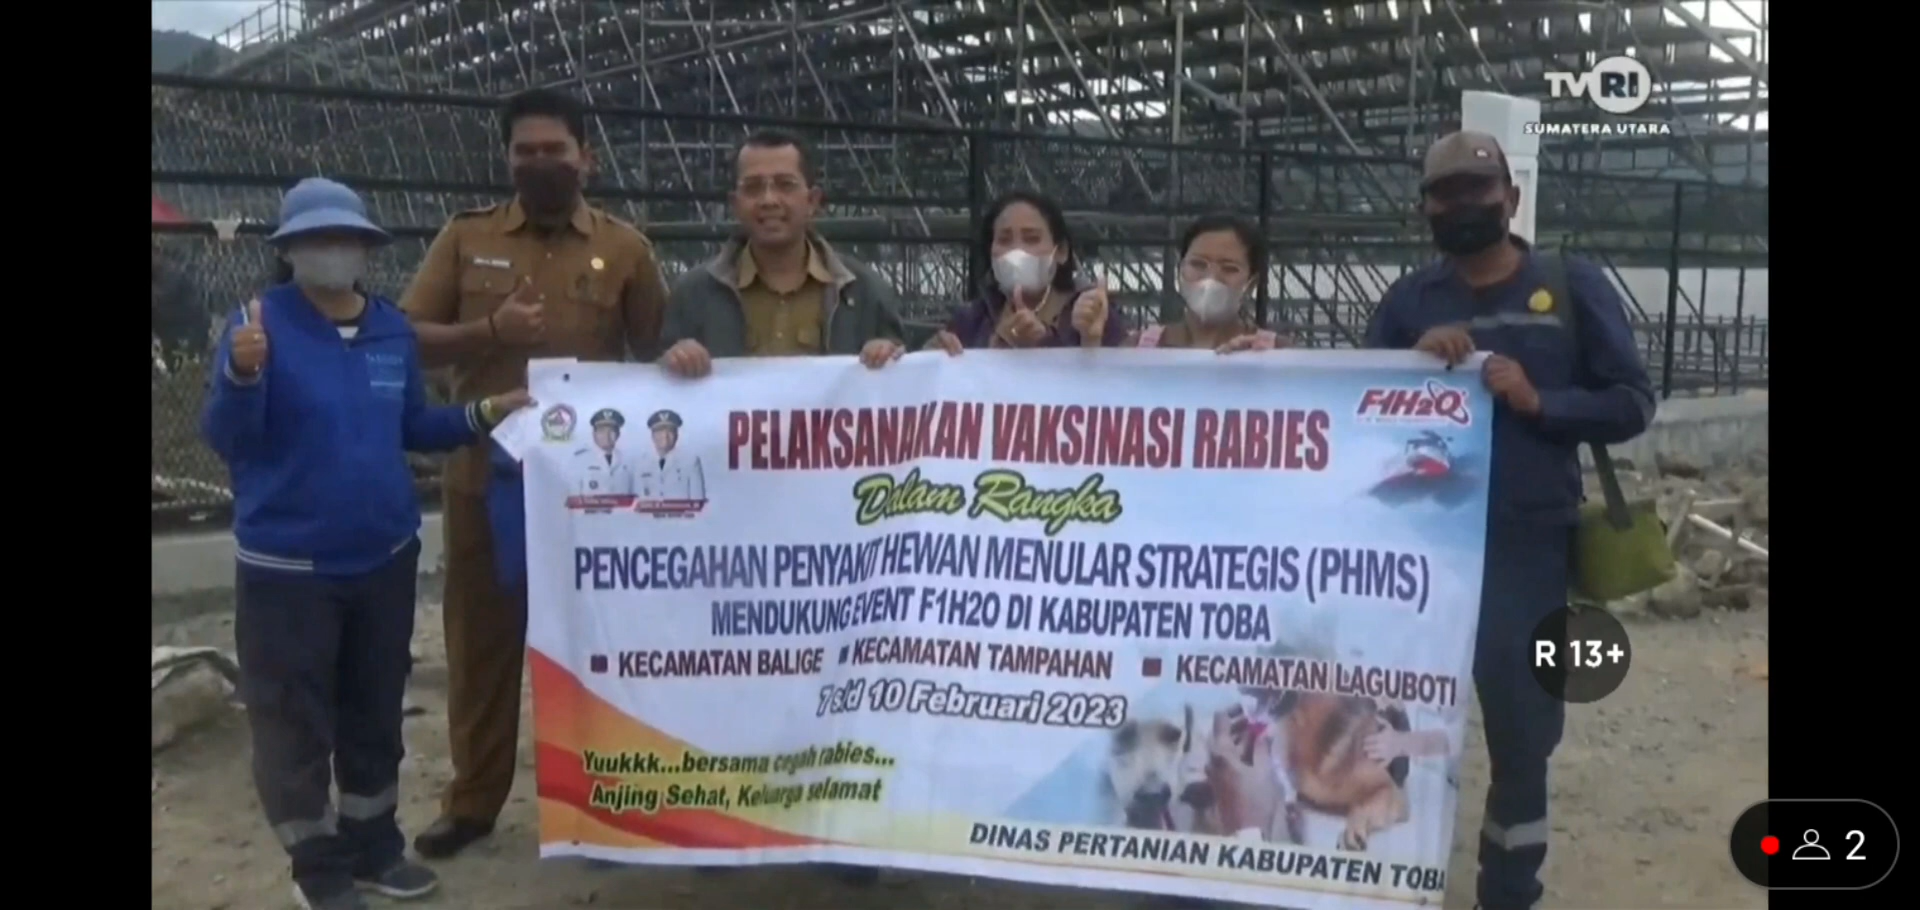 TVRI
SUMATERA UTARA
F1H2O
PELAKSANAKAN VAKSINASI RABIES
Dalam Rangka
PENCEGAHAN PENYAKIT HEWAN MENULAR STRATEGIS (PHMS)
MENDUKUNG EVENT F1H2O DI KABUPATEN TOBA
KECAMATAN BALIGE KECAMATAN TAMPAHAN KECAMATAN LAGUBOTI
7 s/d 10 Februari 2023
R 13+
Yuukkk...bersama cegah rabies...
Anjing Sehat, Keluarga selamat
DINAS PERTANIAN KABUPATEN TOBA
2